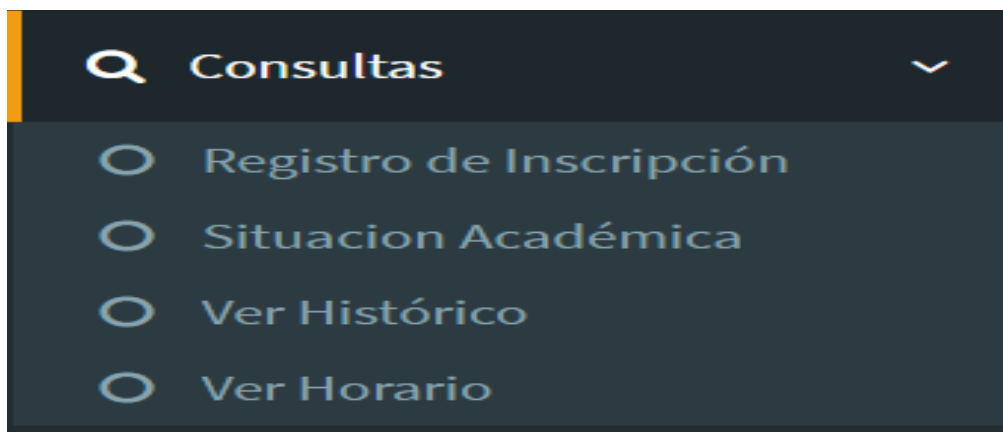 Consultas
Registro de Inscripción
Situacion Académica
Ver Histórico
Ver Horario